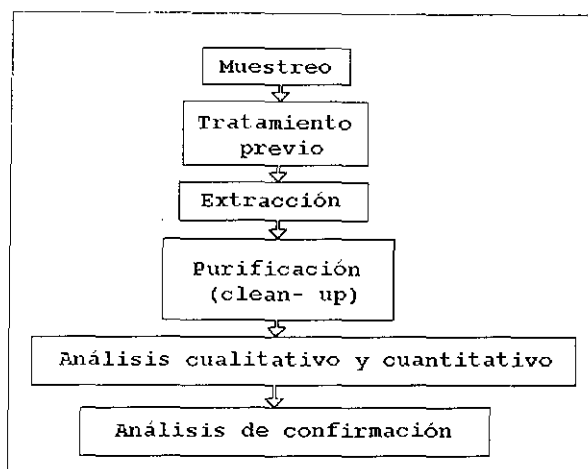 Muestreo
Tratamiento
previo
Extracción
Purificación
(clean- up)
Análisis cualitativo y cuantitativo
Análisis de confirmación